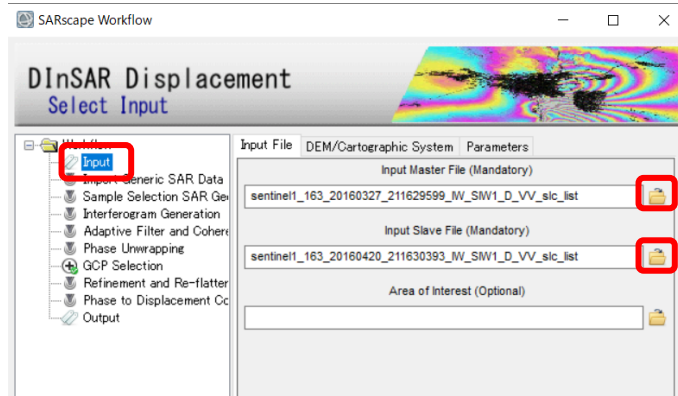 SARscape Workflow
DInSAR Displacement
Select Input
Workflow
Input
Import Generic SAR Data
Sample Selection SAR Geo
Interferogram Generation
Adaptive Filter and Cohere
Phase Unwrapping
GCP Selection
Refinement and Re-flatter
Phase to Displacement Co
Output
Input File
DEM/Cartographic System
Parameters
Input Master File (Mandatory)
sentinel1_163_20160327_211629599_IW_SIW1_D_VV_slc_list
Input Slave File (Mandatory)
sentinel1_163_20160420_211630393_IW_SIW1_D_VV_slc_list
Area of Interest (Optional)